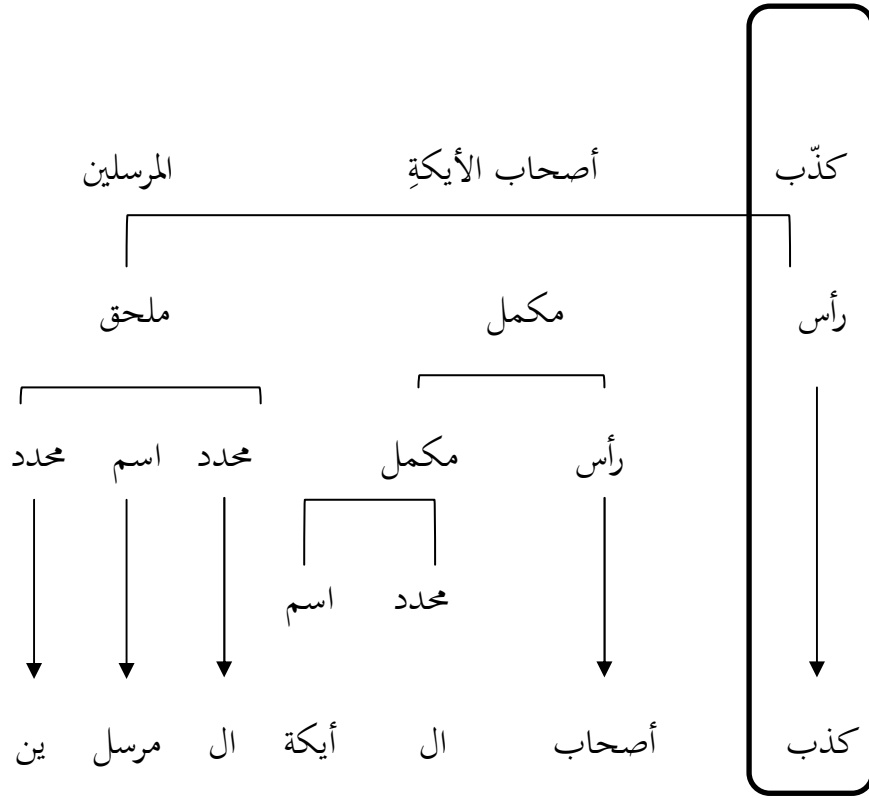 كذّب أصحاب الأيكةِ المرسلين
رأس مكمل ملحق
رأس مكمل محدد اسم محدد
محدد اسم
كذب أصحاب ال أيكة ال مرسل ين